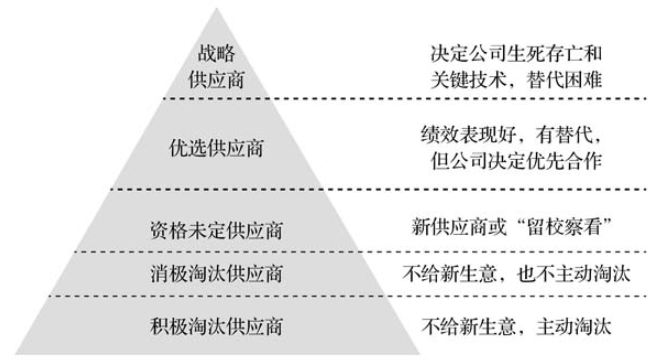 战略
供应商
决定公司生死存亡和
关键技术，替代困难
优选供应商
绩效表现好，有替代，
但公司决定优先合作
资格未定供应商
新供应商或“留校察看”
消极淘汰供应商
不给新生意，也不主动淘汰
积极淘汰供应商
不给新生意，主动淘汰